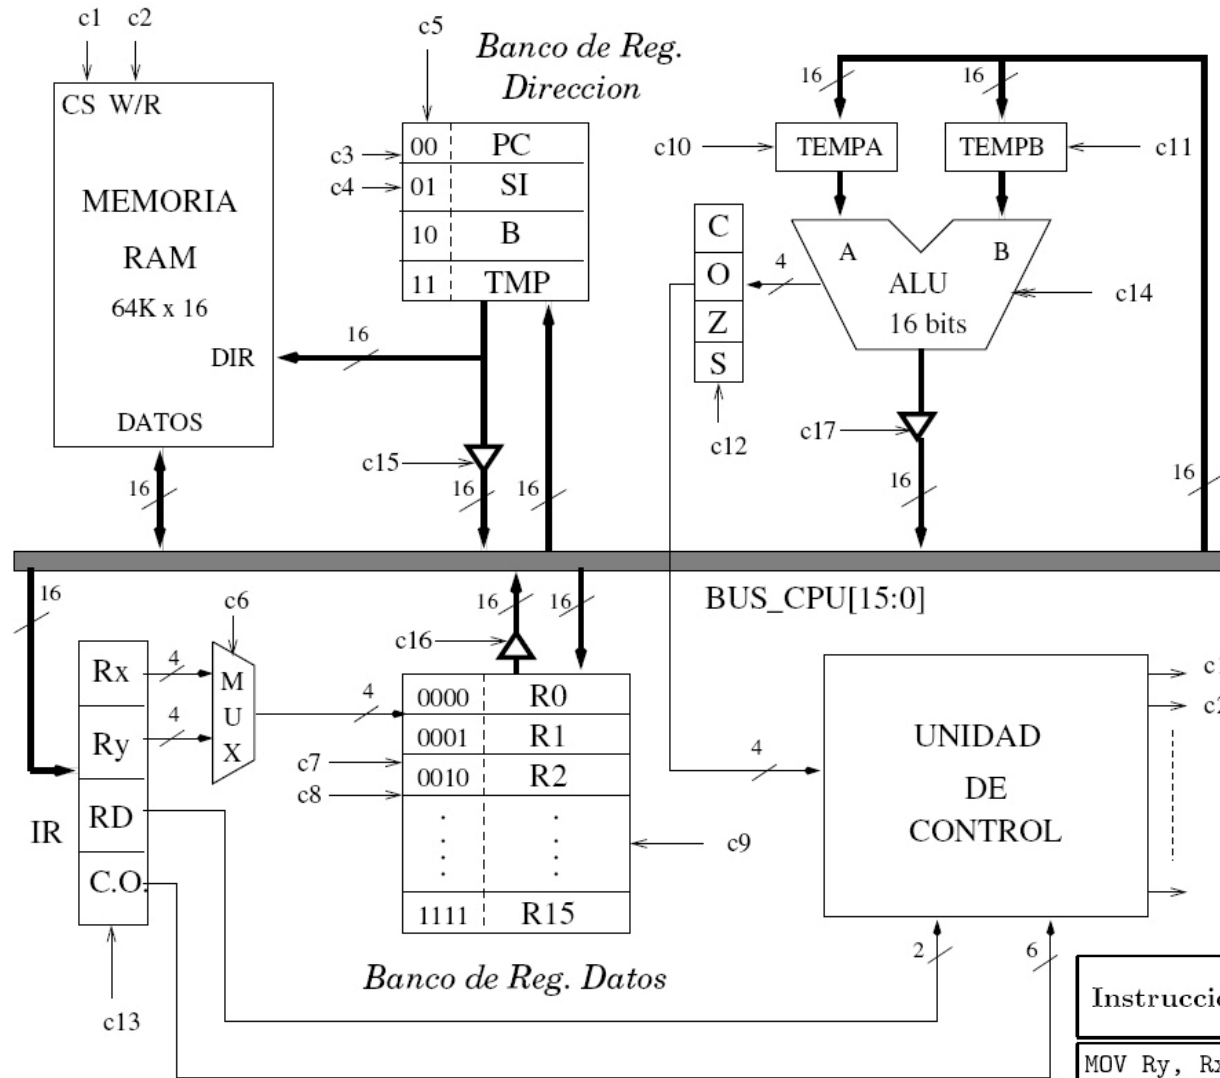 c1
c2
CS W/R
MEMORIA
RAM
64K x 16
DIR
DATOS
16
16
c5
Banco de Reg.
Direccion
c3
c4
00 PC
01 SI
10 B
11 TMP
c15
16
16
16
16
c10
TEMPA
TEMPB
c11
A
B
ALU
16 bits
c14
4
C
O
Z
S
c12
c17
16
16
BUS_CPU[15:0]
16
IR
Rx
Ry
RD
C.O.
c13
4
4
c6
M
U
X
4
c16
16
16
c7
c8
c9
0000 R0
0001 R1
0010 R2
1111 R15
Banco de Reg. Datos
4
UNIDAD
DE
CONTROL
2
6
MOV Ry,